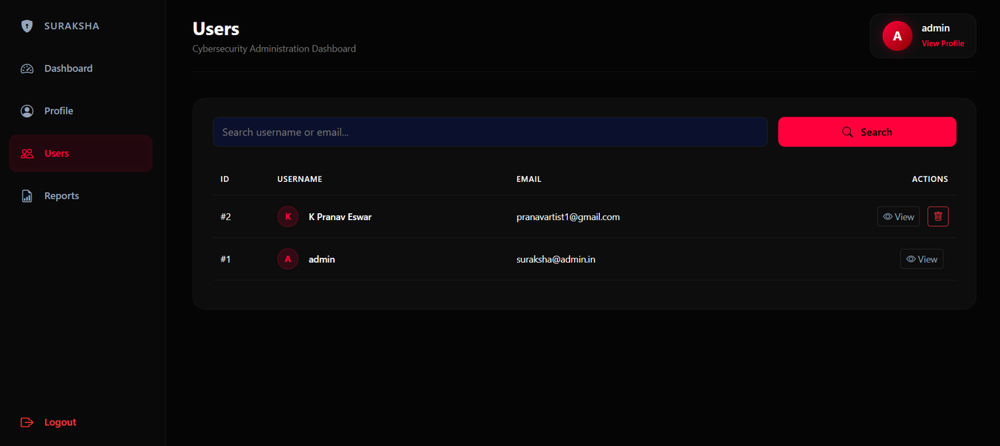 SURAKSHA
Dashboard
Profile
Users
Reports
Logout
Users
Cybersecurity Administration Dashboard
A
admin
View Profile
Search username or email...
Search
ID USERNAME EMAIL ACTIONS
#2 K K Pranav Eswar pranavartist1@gmail.com View
#1 A admin suraksha@admin.in View